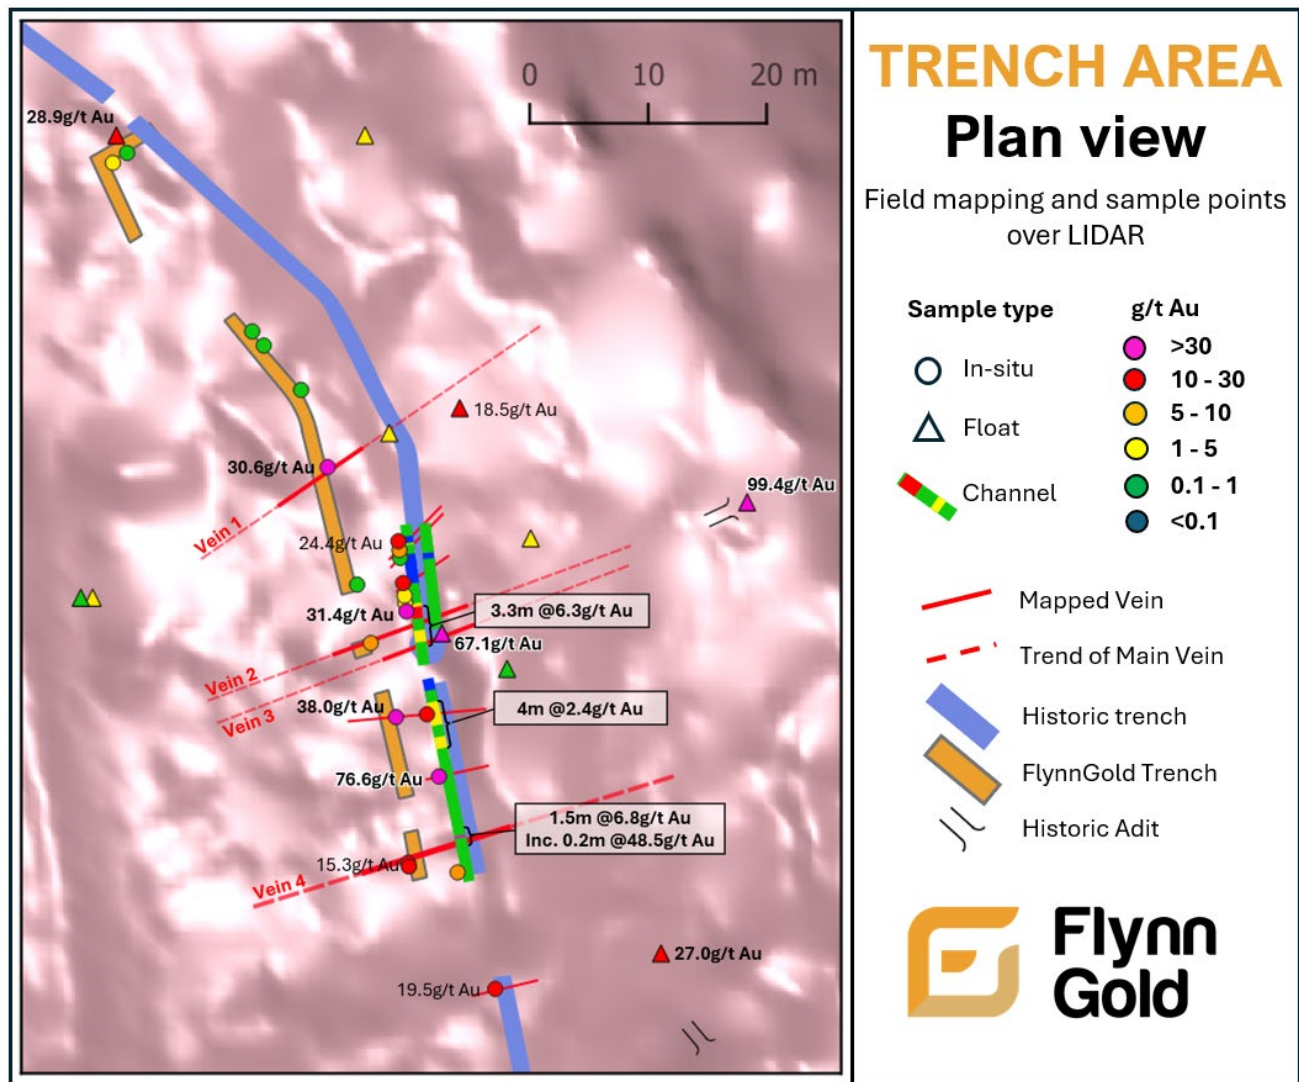 0 10 20 m
28.9g/t Au
18.5g/t Au
30.6g/t Au
99.4g/t Au
Vein 1
24.4g/t Au
31.4g/t Au
3.3m @6.3g/t Au
67.1g/t Au
Vein 2
Vein 3
38.0g/t Au
4m @2.4g/t Au
76.6g/t Au
1.5m @6.8g/t Au
Inc. 0.2m @48.5g/t Au
15.3g/t Au
Vein 4
27.0g/t Au
19.5g/t Au
TRENCH AREA
Plan view
Field mapping and sample points
over LIDAR
Sample type
In-situ
Float
Channel
g/t Au
>30
10 - 30
5 - 10
1 - 5
0.1 - 1
<0.1
Mapped Vein
Trend of Main Vein
Historic trench
FlynnGold Trench
Historic Adit
Flynn
Gold